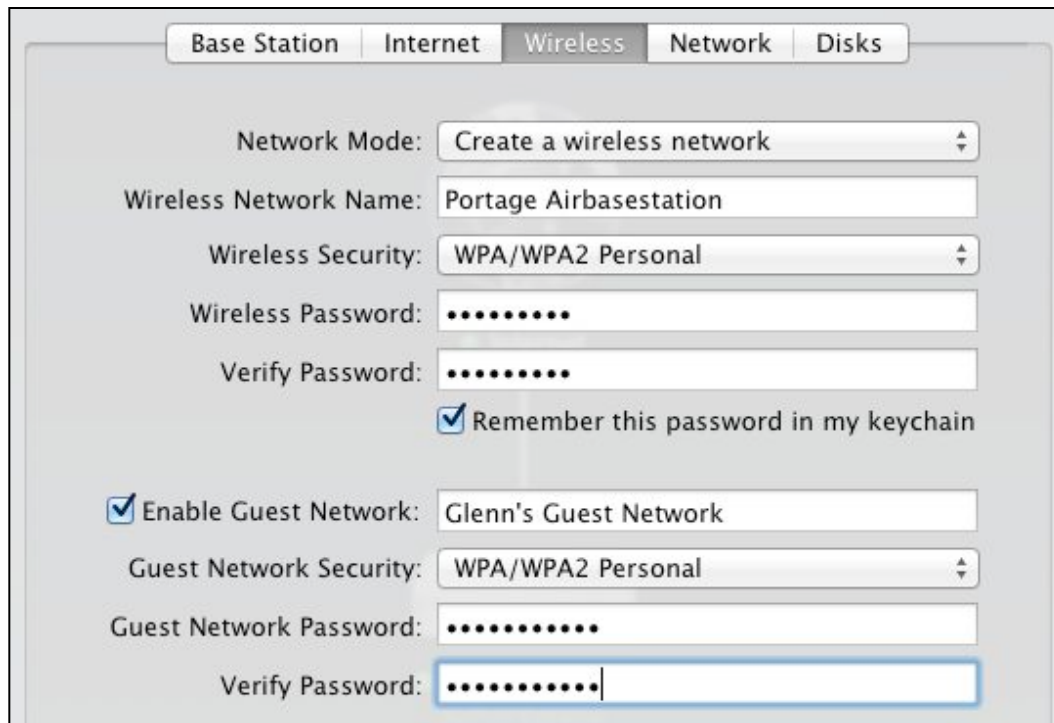 Base Station Internet Wireless Network Disks
Network Mode: Create a wireless network
Wireless Network Name: Portage Airbasestation
Wireless Security: WPA/WPA2 Personal
Wireless Password: •••••••••
Verify Password: •••••••••
Remember this password in my keychain
Enable Guest Network: Glenn's Guest Network
Guest Network Security: WPA/WPA2 Personal
Guest Network Password: •••••••••••
Verify Password: •••••••••••